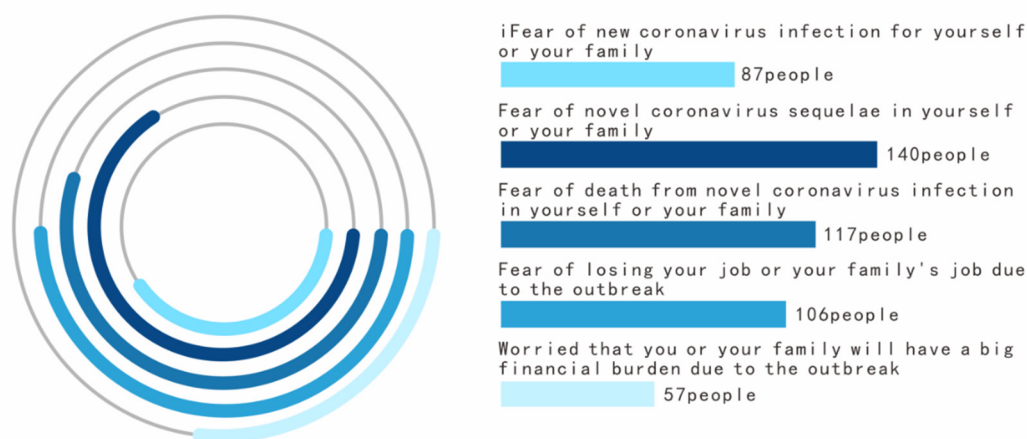 iFear of new coronavirus infection for yourself
or your family
87people
Fear of novel coronavirus sequelae in yourself
or your family
140people
Fear of death from novel coronavirus infection
in yourself or your family
117people
Fear of losing your job or your family's job due
to the outbreak
106people
Worried that you or your family will have a big
financial burden due to the outbreak
57people